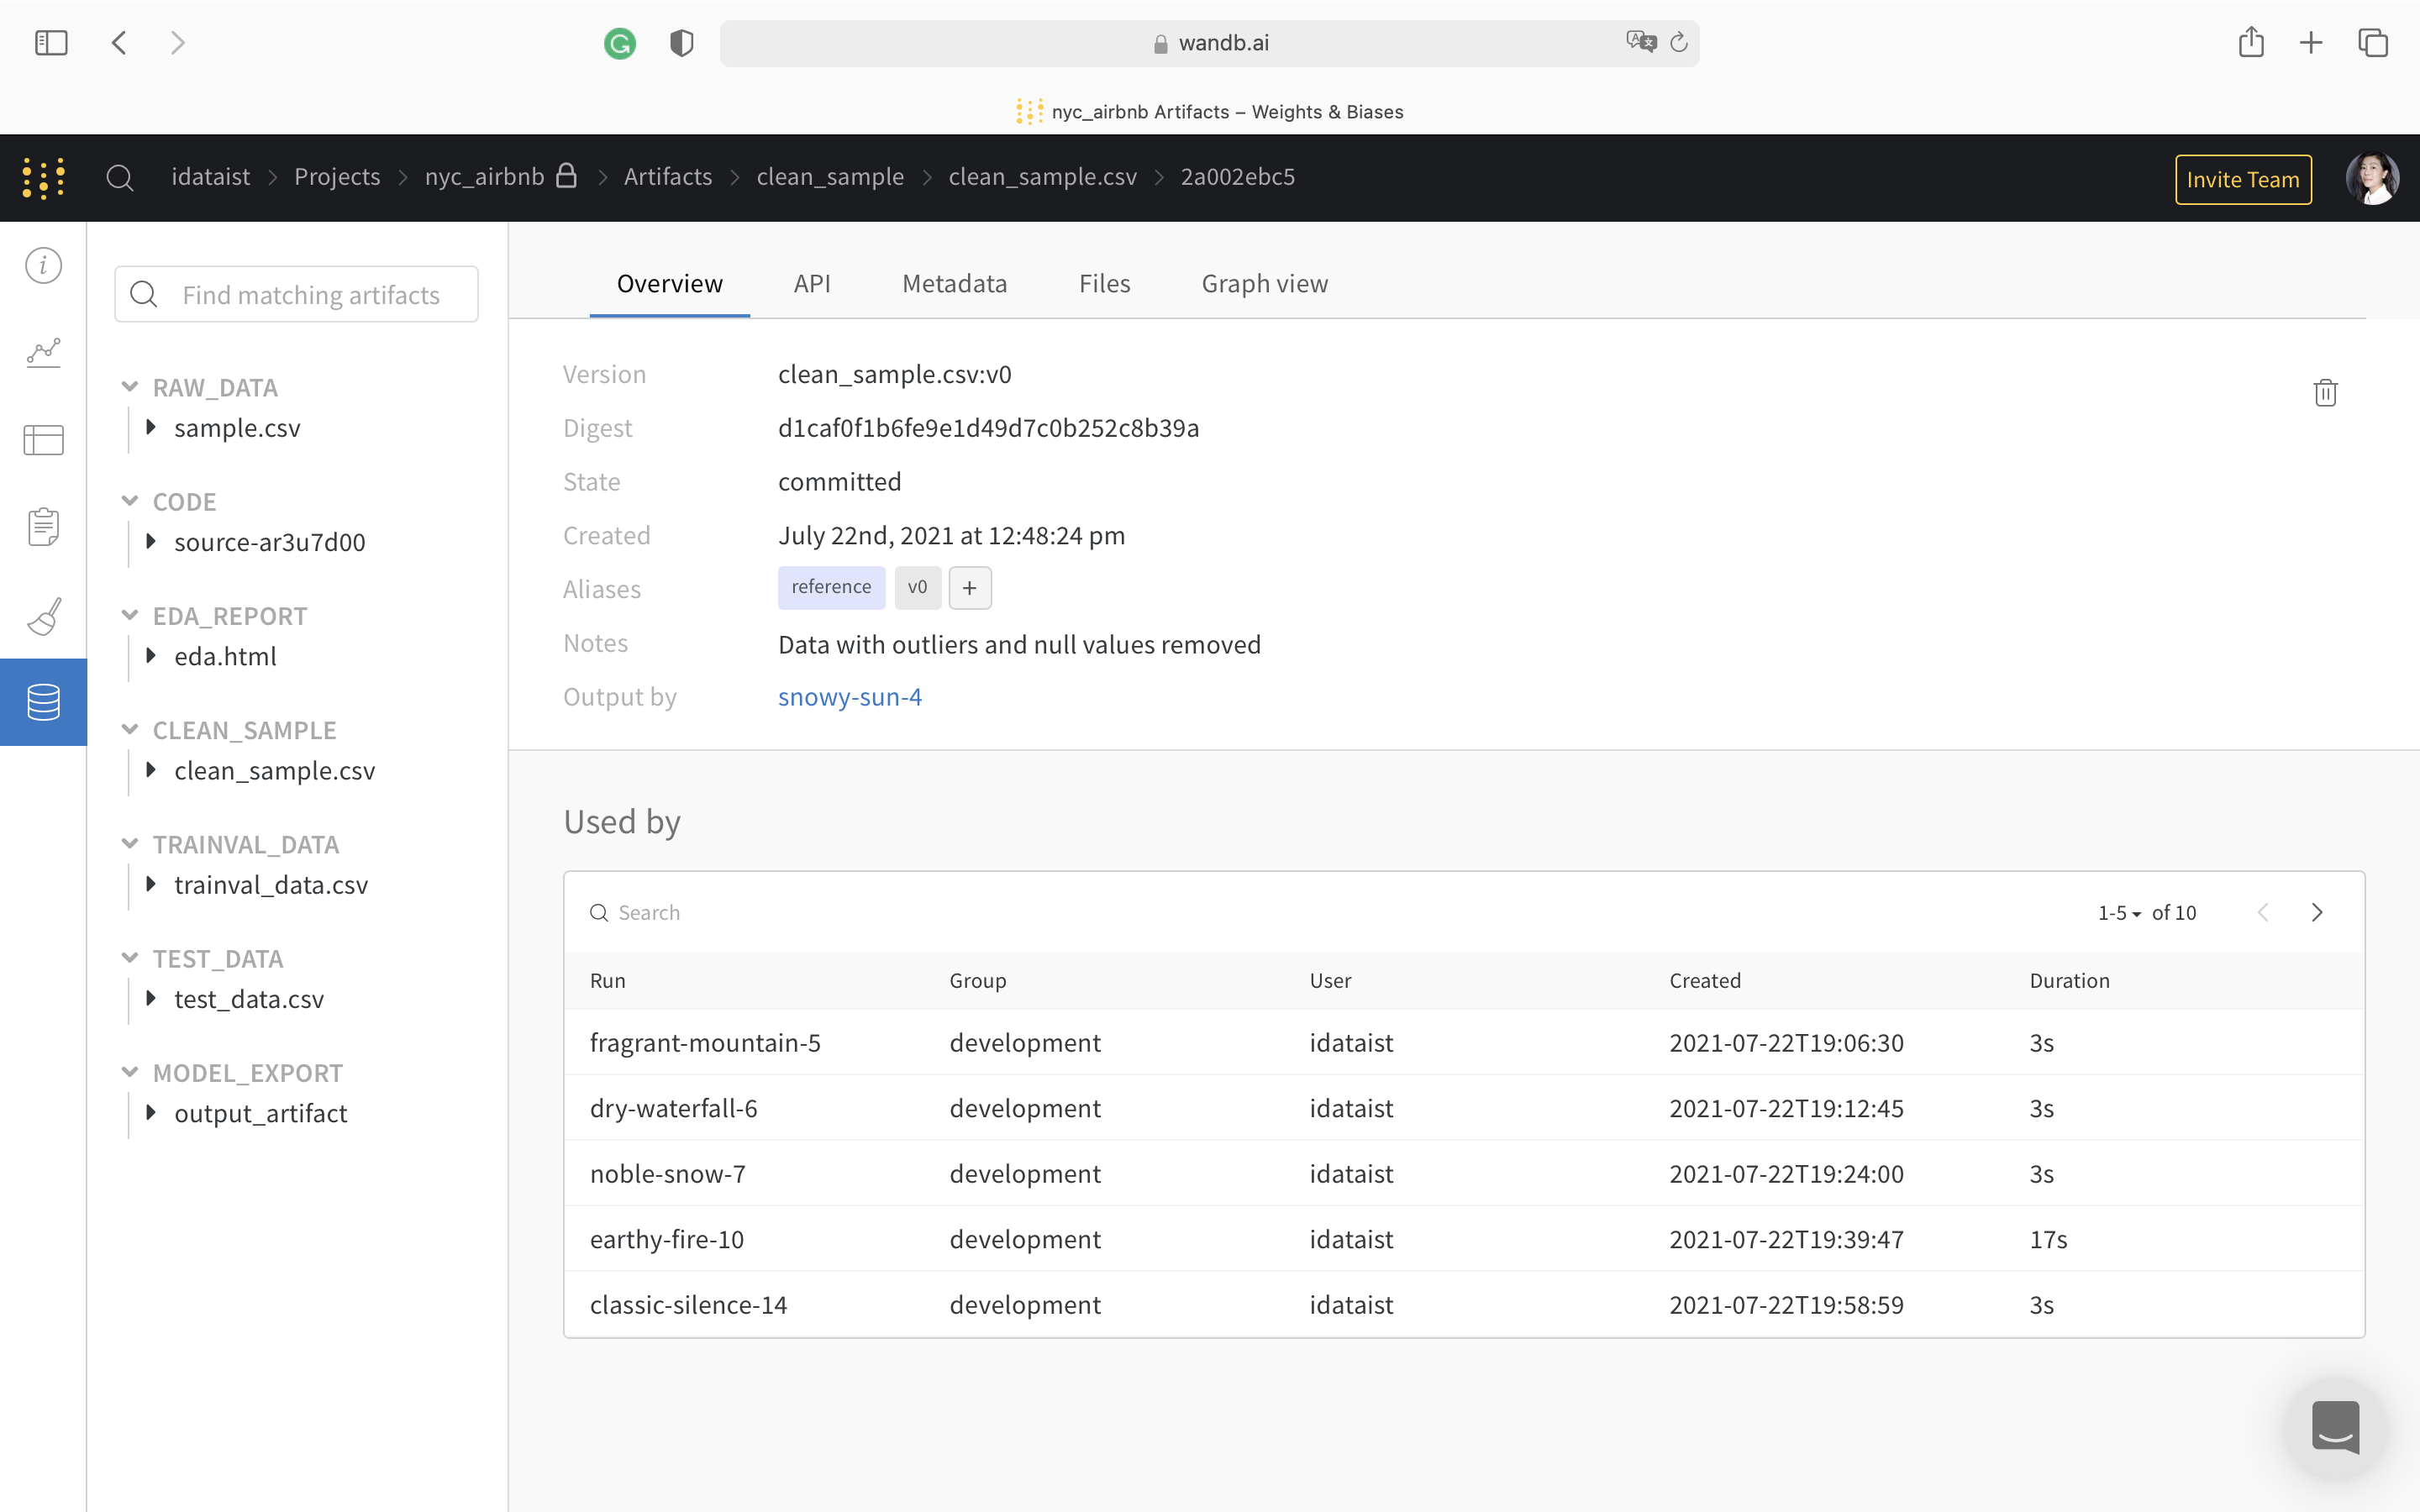 wandb.ai
nyc_airbnb Artifacts – Weights & Biases
idataist > Projects > nyc_airbnb > Artifacts > clean_sample > clean_sample.csv > 2a002ebc5
Invite Team
Find matching artifacts
RAW_DATA
sample.csv
CODE
source-ar3u7d00
EDA_REPORT
eda.html
CLEAN_SAMPLE
clean_sample.csv
TRAINVAL_DATA
trainval_data.csv
TEST_DATA
test_data.csv
MODEL_EXPORT
output_artifact
Overview API Metadata Files Graph view
Version clean_sample.csv:v0
Digest d1caf0f1b6fe9e1d49d7c0b252c8b39a
State committed
Created July 22nd, 2021 at 12:48:24 pm
Aliases reference v0 +
Notes Data with outliers and null values removed
Output by snowy-sun-4
Used by
Search 1-5 of 10
Run Group User Created Duration
fragrant-mountain-5 development idataist 2021-07-22T19:06:30 3s
dry-waterfall-6 development idataist 2021-07-22T19:12:45 3s
noble-snow-7 development idataist 2021-07-22T19:24:00 3s
earthy-fire-10 development idataist 2021-07-22T19:39:47 17s
classic-silence-14 development idataist 2021-07-22T19:58:59 3s